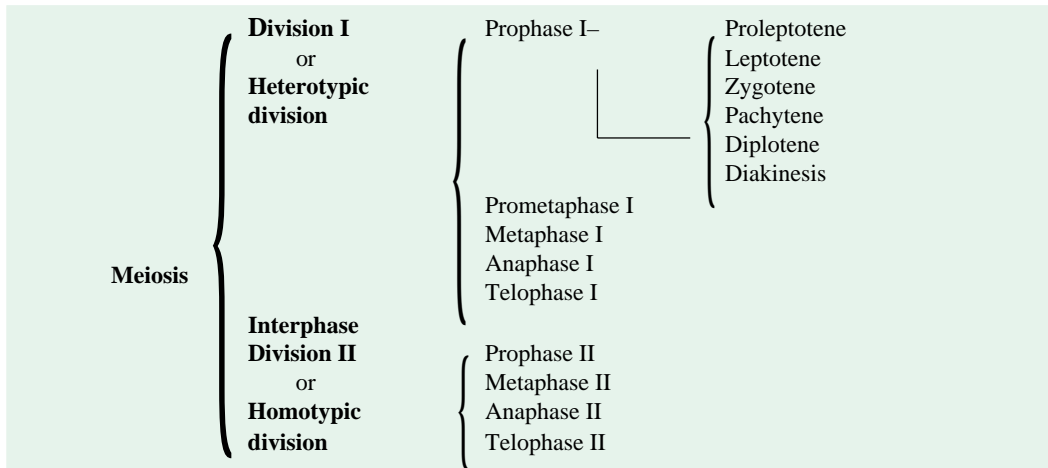 Division I Prophase I– Proleptotene
or Leptotene
Heterotypic Zygotene
division Pachytene
Diplotene
Diakinesis
Prometaphase I
Metaphase I
Anaphase I
Meiosis
Telophase I
Interphase
Division II Prophase II
or Metaphase II
Homotypic Anaphase II
division Telophase II